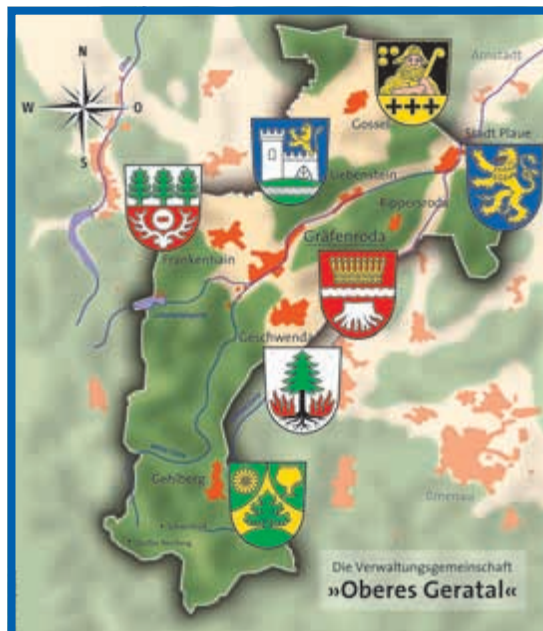 N
W
O
S
Arnstadt
Gossel
Stadt Plaue
Liebenstein
Rippersroda
Gräfenroda
Frankenhain
Geschwenda
Gehlberg
Ilmenau
Die Verwaltungsgemeinschaft
»Oberes Geratal«